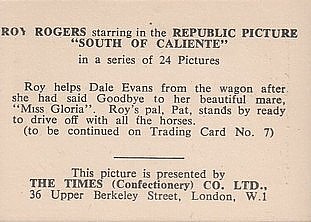 ROY ROGERS starring in the REPUBLIC PICTURE
"SOUTH OF CALIENTE"
in a series of 24 Pictures
Roy helps Dale Evans from the wagon after
she had said Goodbye to her beautiful mare,
"Miss Gloria". Roy's pal, Pat, stands by ready
to drive off with all the horses.
(to be continued on Trading Card No. 7)
This picture is presented by
THE TIMES (Confectionery) CO. LTD.,
36 Upper Berkeley Street, London, W.1